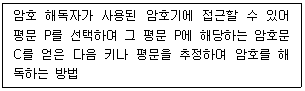 암호 해독자가 사용된 암호기에 접근할 수 있어
평문 P를 선택하여 그 평문 P에 해당하는 암호문
C를 얻은 다음 키나 평문을 추정하여 암호를 해
독하는 방법